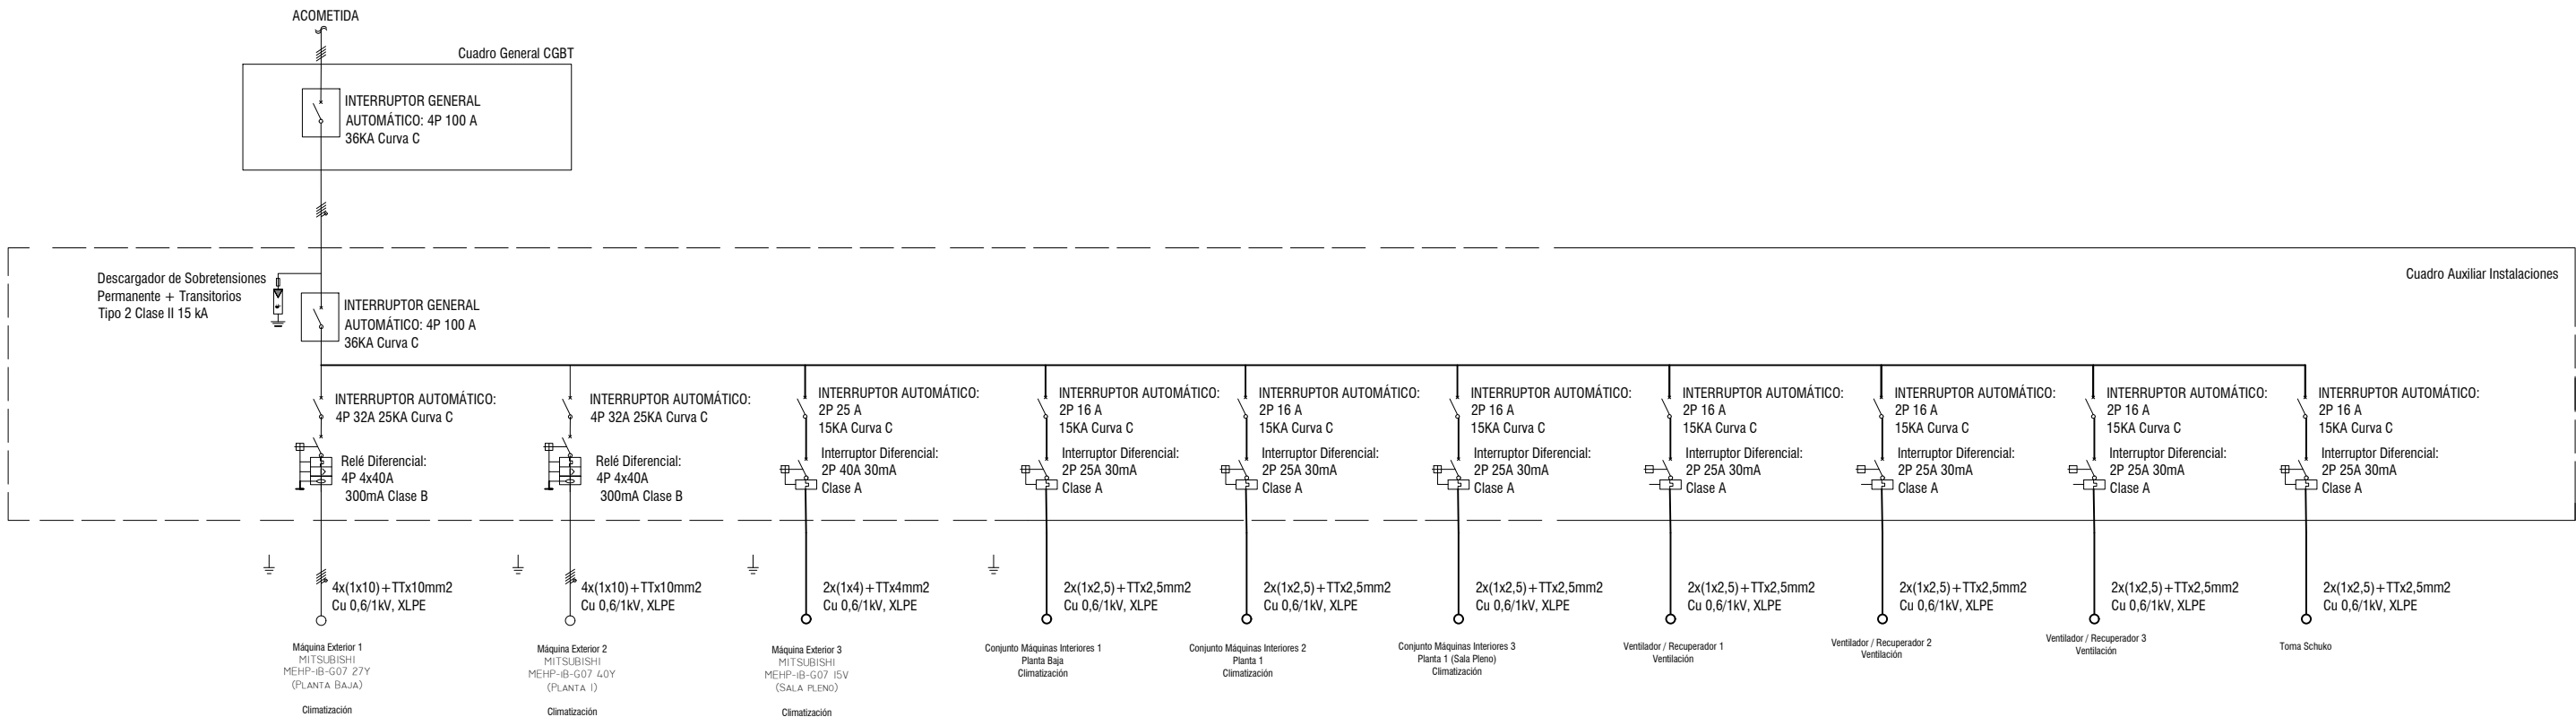 ACOMETIDA
Cuadro General CGBT
INTERRUPTOR GENERAL
AUTOMÁTICO: 4P 100 A
36KA Curva C
Descargador de Sobretensiones
Permanente + Transitorios
Tipo 2 Clase II 15 kA
INTERRUPTOR GENERAL
AUTOMÁTICO: 4P 100 A
36KA Curva C
Cuadro Auxiliar Instalaciones
INTERRUPTOR AUTOMÁTICO:
4P 32A 25KA Curva C
Relé Diferencial:
4P 4x40A
300mA Clase B
4x(1x10)+TTx10mm2
Cu 0,6/1kV, XLPE
Máquina Exterior 1
MITSUBISHI
MEHP-iB-G07 27Y
(PLANTA BAJA)
Climatización
INTERRUPTOR AUTOMÁTICO:
4P 32A 25KA Curva C
Relé Diferencial:
4P 4x40A
300mA Clase B
4x(1x10)+TTx10mm2
Cu 0,6/1kV, XLPE
Máquina Exterior 2
MITSUBISHI
MEHP-iB-G07 40Y
(PLANTA 1)
Climatización
INTERRUPTOR AUTOMÁTICO:
2P 25 A
15KA Curva C
Interruptor Diferencial:
2P 40A 30mA
Clase A
2x(1x4)+TTx4mm2
Cu 0,6/1kV, XLPE
Máquina Exterior 3
MITSUBISHI
MEHP-iB-G07 15V
(SALA PLENO)
Climatización
INTERRUPTOR AUTOMÁTICO:
2P 16 A
15KA Curva C
Interruptor Diferencial:
2P 25A 30mA
Clase A
2x(1x2,5)+TTx2,5mm2
Cu 0,6/1kV, XLPE
Conjunto Máquinas Interiores 1
Planta Baja
Climatización
INTERRUPTOR AUTOMÁTICO:
2P 16 A
15KA Curva C
Interruptor Diferencial:
2P 25A 30mA
Clase A
2x(1x2,5)+TTx2,5mm2
Cu 0,6/1kV, XLPE
Conjunto Máquinas Interiores 2
Planta 1
Climatización
INTERRUPTOR AUTOMÁTICO:
2P 16 A
15KA Curva C
Interruptor Diferencial:
2P 25A 30mA
Clase A
2x(1x2,5)+TTx2,5mm2
Cu 0,6/1kV, XLPE
Conjunto Máquinas Interiores 3
Planta 1 (Sala Pleno)
Climatización
INTERRUPTOR AUTOMÁTICO:
2P 16 A
15KA Curva C
Interruptor Diferencial:
2P 25A 30mA
Clase A
2x(1x2,5)+TTx2,5mm2
Cu 0,6/1kV, XLPE
Ventilador / Recuperador 1
Ventilación
INTERRUPTOR AUTOMÁTICO:
2P 16 A
15KA Curva C
Interruptor Diferencial:
2P 25A 30mA
Clase A
2x(1x2,5)+TTx2,5mm2
Cu 0,6/1kV, XLPE
Ventilador / Recuperador 2
Ventilación
INTERRUPTOR AUTOMÁTICO:
2P 16 A
15KA Curva C
Interruptor Diferencial:
2P 25A 30mA
Clase A
2x(1x2,5)+TTx2,5mm2
Cu 0,6/1kV, XLPE
Ventilador / Recuperador 3
Ventilación
INTERRUPTOR AUTOMÁTICO:
2P 16 A
15KA Curva C
Interruptor Diferencial:
2P 25A 30mA
Clase A
2x(1x2,5)+TTx2,5mm2
Cu 0,6/1kV, XLPE
Toma Schuko